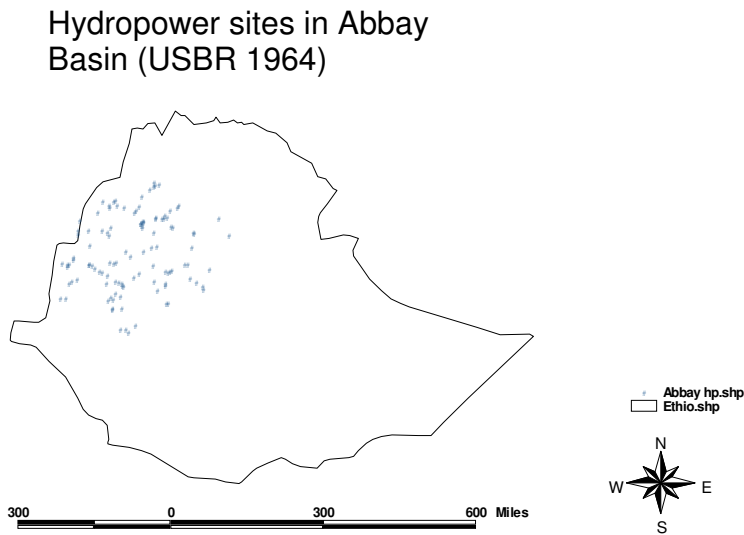 Hydropower sites in Abbay
Basin (USBR 1964)
Abbay hp.shp
Ethio.shp
N
W E
S
300 0 300 600 Miles